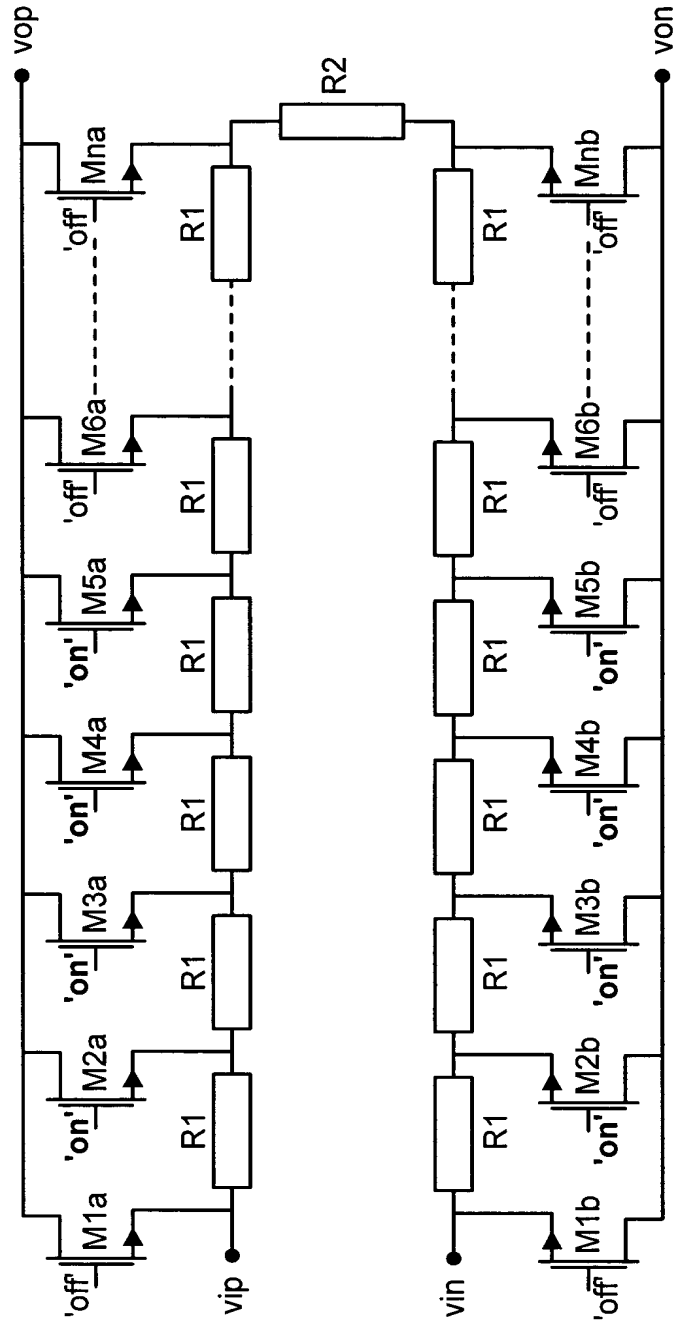 vop
'off' M1a
'on' M2a
'on' M3a
'on' M4a
'on' M5a
'off' M6a
'off' Mna
vip
R1
R1
R1
R1
R1
R1
R2
vin
R1
R1
R1
R1
R1
R1
'off' M1b
'on' M2b
'on' M3b
'on' M4b
'on' M5b
'off' M6b
'off' Mnb
von